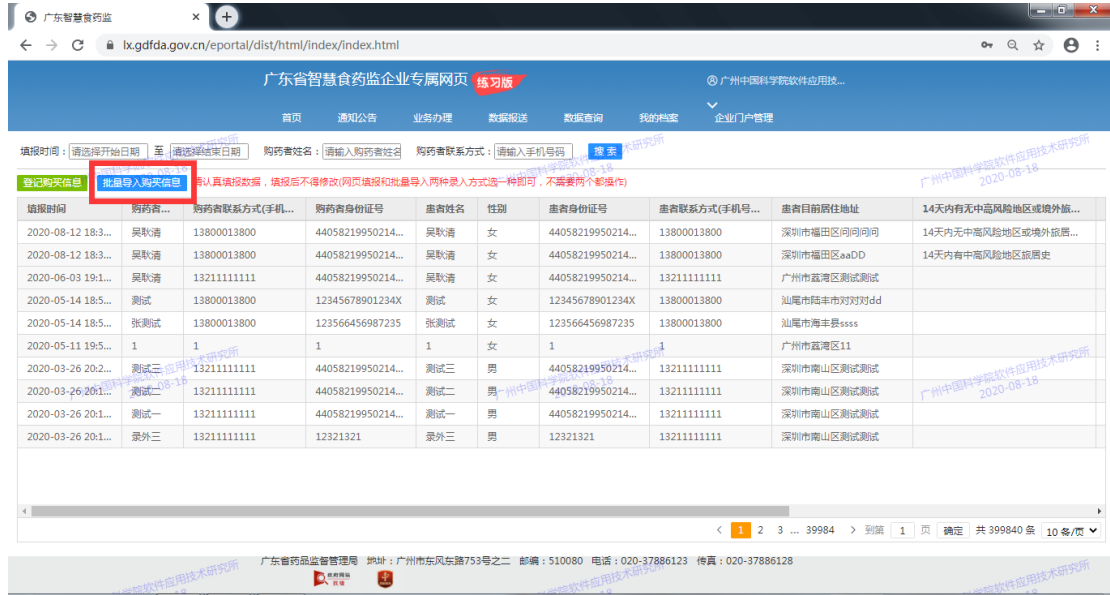 广东智慧食药监
lx.gdfda.gov.cn/eportal/dist/html/index/index.html
广东省智慧食药监企业专属网页 练习版 广州中国科学院软件应用技...
首页 通知公告 业务办理 数据报送 数据查询 我的档案 企业门户管理
填报时间：请选择开始日期 至 请选择结束日期 购药者姓名：请输入购药者姓名 购药者联系方式：请输入手机号码 搜索
登记购买信息 批量导入购买信息 请认真填报数据，填报后不得修改(网页填报和批量导入两种录入方式选一种即可，不需要两个都操作)
填报时间 购药者... 购药者联系方式(手机... 购药者身份证号 患者姓名 性别 患者身份证号 患者联系方式(手机号... 患者目前居住地址 14天内有无中高风险地区或境外旅...
2020-08-12 18:3... 吴耿清 13800013800 44058219950214... 吴耿清 女 44058219950214... 13800013800 深圳市福田区问问问问 14天内无中高风险地区或境外旅居...
2020-08-12 18:3... 吴耿清 13800013800 44058219950214... 吴耿清 女 44058219950214... 13800013800 深圳市福田区aaDD 14天内有中高风险地区旅居史
2020-06-03 19:1... 吴耿清 13211111111 44058219950214... 吴耿清 女 44058219950214... 13211111111 广州市荔湾区测试测试
2020-05-14 18:5... 测试 13800013800 12345678901234X 测试 女 12345678901234X 13800013800 汕尾市陆丰市对对对dd
2020-05-14 18:5... 张测试 13800013800 123566456987235 张测试 女 123566456987235 13800013800 汕尾市海丰县ssss
2020-05-11 19:5... 1 1 1 1 女 1 1 广州市荔湾区11
2020-03-26 20:2... 测试三 13211111111 44058219950214... 测试三 男 44058219950214... 13211111111 深圳市南山区测试测试
2020-03-26 20:1... 测试二 13211111111 44058219950214... 测试二 男 44058219950214... 13211111111 深圳市南山区测试测试
2020-03-26 20:1... 测试一 13211111111 44058219950214... 测试一 男 44058219950214... 13211111111 深圳市南山区测试测试
2020-03-26 20:1... 录外三 13211111111 12321321 录外三 男 12321321 13211111111 深圳市南山区测试测试
1 2 3 ... 39984 到第 1 页 确定 共 399840 条 10 条/页
广东省药品监督管理局 地址：广州市东风东路753号之二 邮编：510080 电话：020-37886123 传真：020-37886128
广州中国科学院软件应用技术研究所
2020-08-18